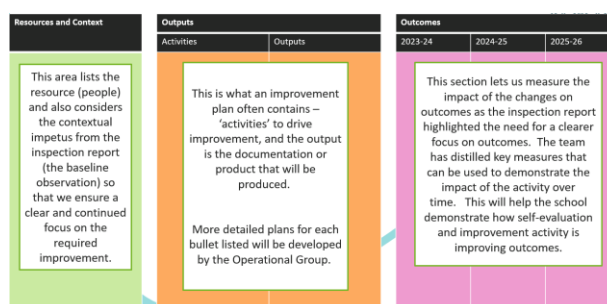 Resources and Context
This area lists the
resource (people)
and also considers
the contextual
impetus from the
inspection report
(the baseline
observation) so
that we ensure a
clear and continued
focus on the
required
improvement.
Outputs
Activities
Outputs
This is what an improvement
plan often contains –
‘activities’ to drive
improvement, and the output
is the documentation or
product that will be
produced.
More detailed plans for each
bullet listed will be developed
by the Operational Group.
Outcomes
2023-24
2024-25
2025-26
This section lets us measure the
impact of the changes on
outcomes as the inspection report
highlighted the need for a clearer
focus on outcomes. The team
has distilled key measures that
can be used to demonstrate the
impact of the activity over
time. This will help the school
demonstrate how self-evaluation
and improvement activity is
improving outcomes.